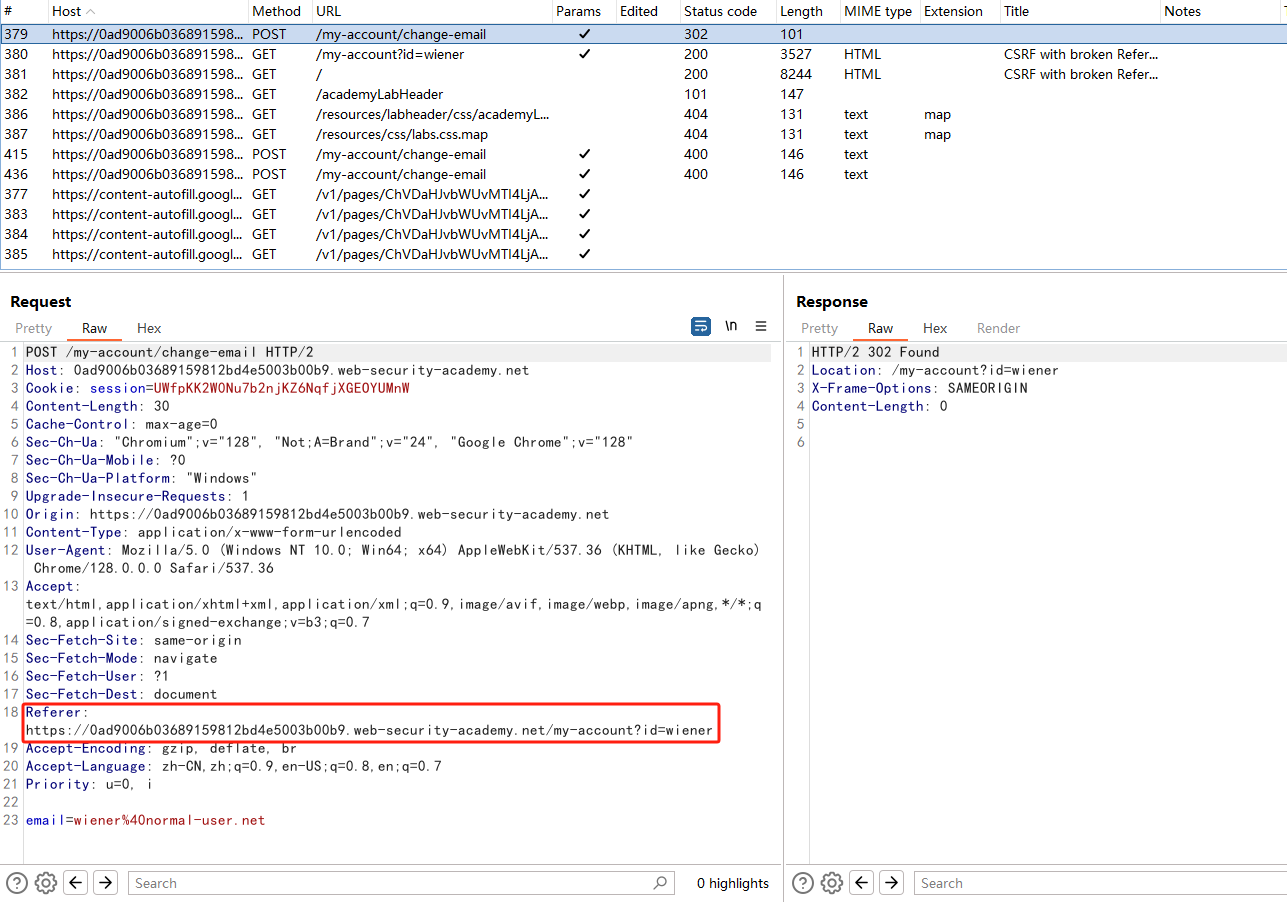 # Host Method URL Params Edited Status code Length MIME type Extension Title Notes
379 https://0ad9006b036891598... POST /my-account/change-email ✓ 302 101
380 https://0ad9006b036891598... GET /my-account?id=wiener ✓ 200 3527 HTML CSRF with broken Refer...
381 https://0ad9006b036891598... GET / 200 8244 HTML CSRF with broken Refer...
382 https://0ad9006b036891598... GET /academyLabHeader 101 147
386 https://0ad9006b036891598... GET /resources/labheader/css/academyL... 404 131 text map
387 https://0ad9006b036891598... GET /resources/css/labs.css.map 404 131 text map
415 https://0ad9006b036891598... POST /my-account/change-email ✓ 400 146 text
436 https://0ad9006b036891598... POST /my-account/change-email ✓ 400 146 text
377 https://content-autofill.googl... GET /v1/pages/ChVDaHJvbWUvMTI4LjA... ✓
383 https://content-autofill.googl... GET /v1/pages/ChVDaHJvbWUvMTI4LjA... ✓
384 https://content-autofill.googl... GET /v1/pages/ChVDaHJvbWUvMTI4LjA... ✓
385 https://content-autofill.googl... GET /v1/pages/ChVDaHJvbWUvMTI4LjA... ✓
Request
Pretty Raw Hex \n
1 POST /my-account/change-email HTTP/2
2 Host: 0ad9006b03689159812bd4e5003b00b9.web-security-academy.net
3 Cookie: session=UWfpKK2WONu7b2njKZ6NqfjXGEOYUMnW
4 Content-Length: 30
5 Cache-Control: max-age=0
6 Sec-Ch-Ua: "Chromium";v="128", "Not;A=Brand";v="24", "Google Chrome";v="128"
7 Sec-Ch-Ua-Mobile: ?0
8 Sec-Ch-Ua-Platform: "Windows"
9 Upgrade-Insecure-Requests: 1
10 Origin: https://0ad9006b03689159812bd4e5003b00b9.web-security-academy.net
11 Content-Type: application/x-www-form-urlencoded
12 User-Agent: Mozilla/5.0 (Windows NT 10.0; Win64; x64) AppleWebKit/537.36 (KHTML, like Gecko)
Chrome/128.0.0.0 Safari/537.36
13 Accept:
text/html,application/xhtml+xml,application/xml;q=0.9,image/avif,image/webp,image/apng,*/*;q
=0.8,application/signed-exchange;v=b3;q=0.7
14 Sec-Fetch-Site: same-origin
15 Sec-Fetch-Mode: navigate
16 Sec-Fetch-User: ?1
17 Sec-Fetch-Dest: document
18 Referer:
https://0ad9006b03689159812bd4e5003b00b9.web-security-academy.net/my-account?id=wiener
19 Accept-Encoding: gzip, deflate, br
20 Accept-Language: zh-CN,zh;q=0.9,en-US;q=0.8,en;q=0.7
21 Priority: u=0, i
22
23 email=wiener%40normal-user.net
Search
0 highlights
Response
Pretty Raw Hex Render
1 HTTP/2 302 Found
2 Location: /my-account?id=wiener
3 X-Frame-Options: SAMEORIGIN
4 Content-Length: 0
5
6
Search